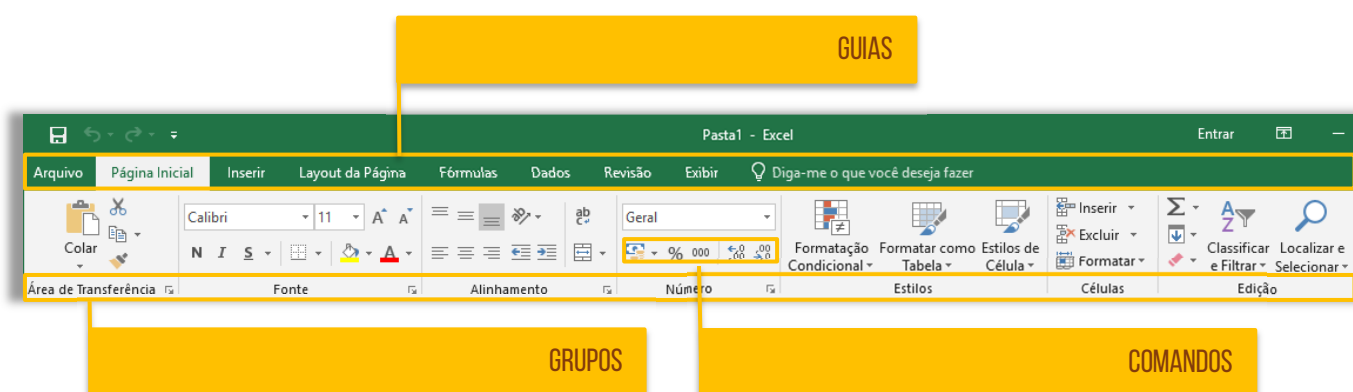 GUIAS
Pasta1 - Excel
Entrar
Arquivo Página Inicial Inserir Layout da Página Fórmulas Dados Revisão Exibir Diga-me o que você deseja fazer
Calibri 11 A A ab Geral Inserir Σ A Z
Colar N I S A % 000 Formatação Condicional Formatar como Tabela Estilos de Célula Excluir Formatar Classificar e Filtrar Localizar e Selecionar
Área de Transferência Fonte Alinhamento Número Estilos Células Edição
GRUPOS
COMANDOS